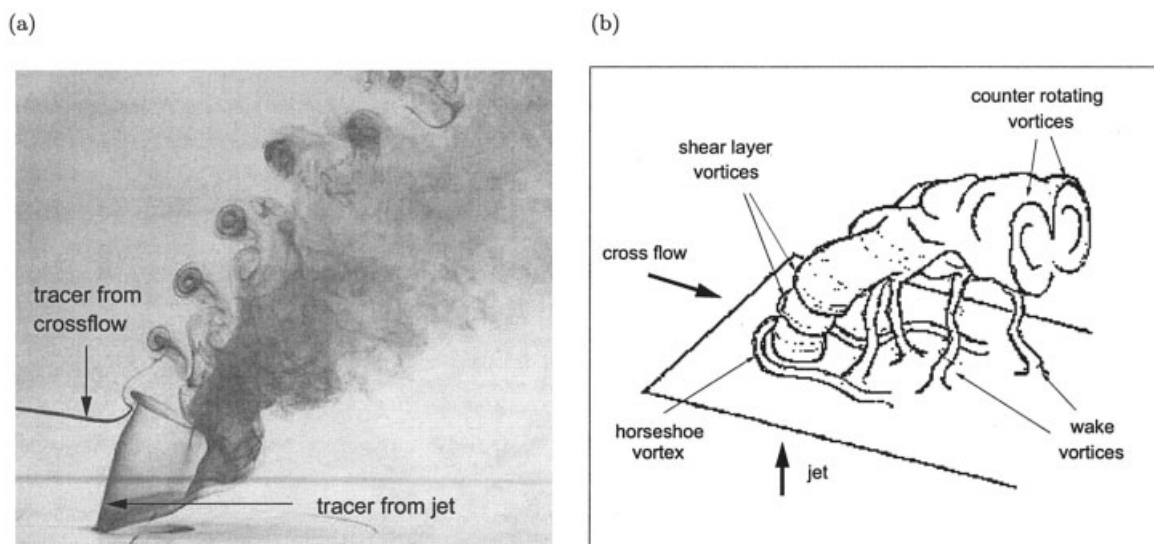 (a)
(b)
tracer from
crossflow
tracer from jet
counter rotating
vortices
shear layer
vortices
cross flow
horseshoe
vortex
jet
wake
vortices